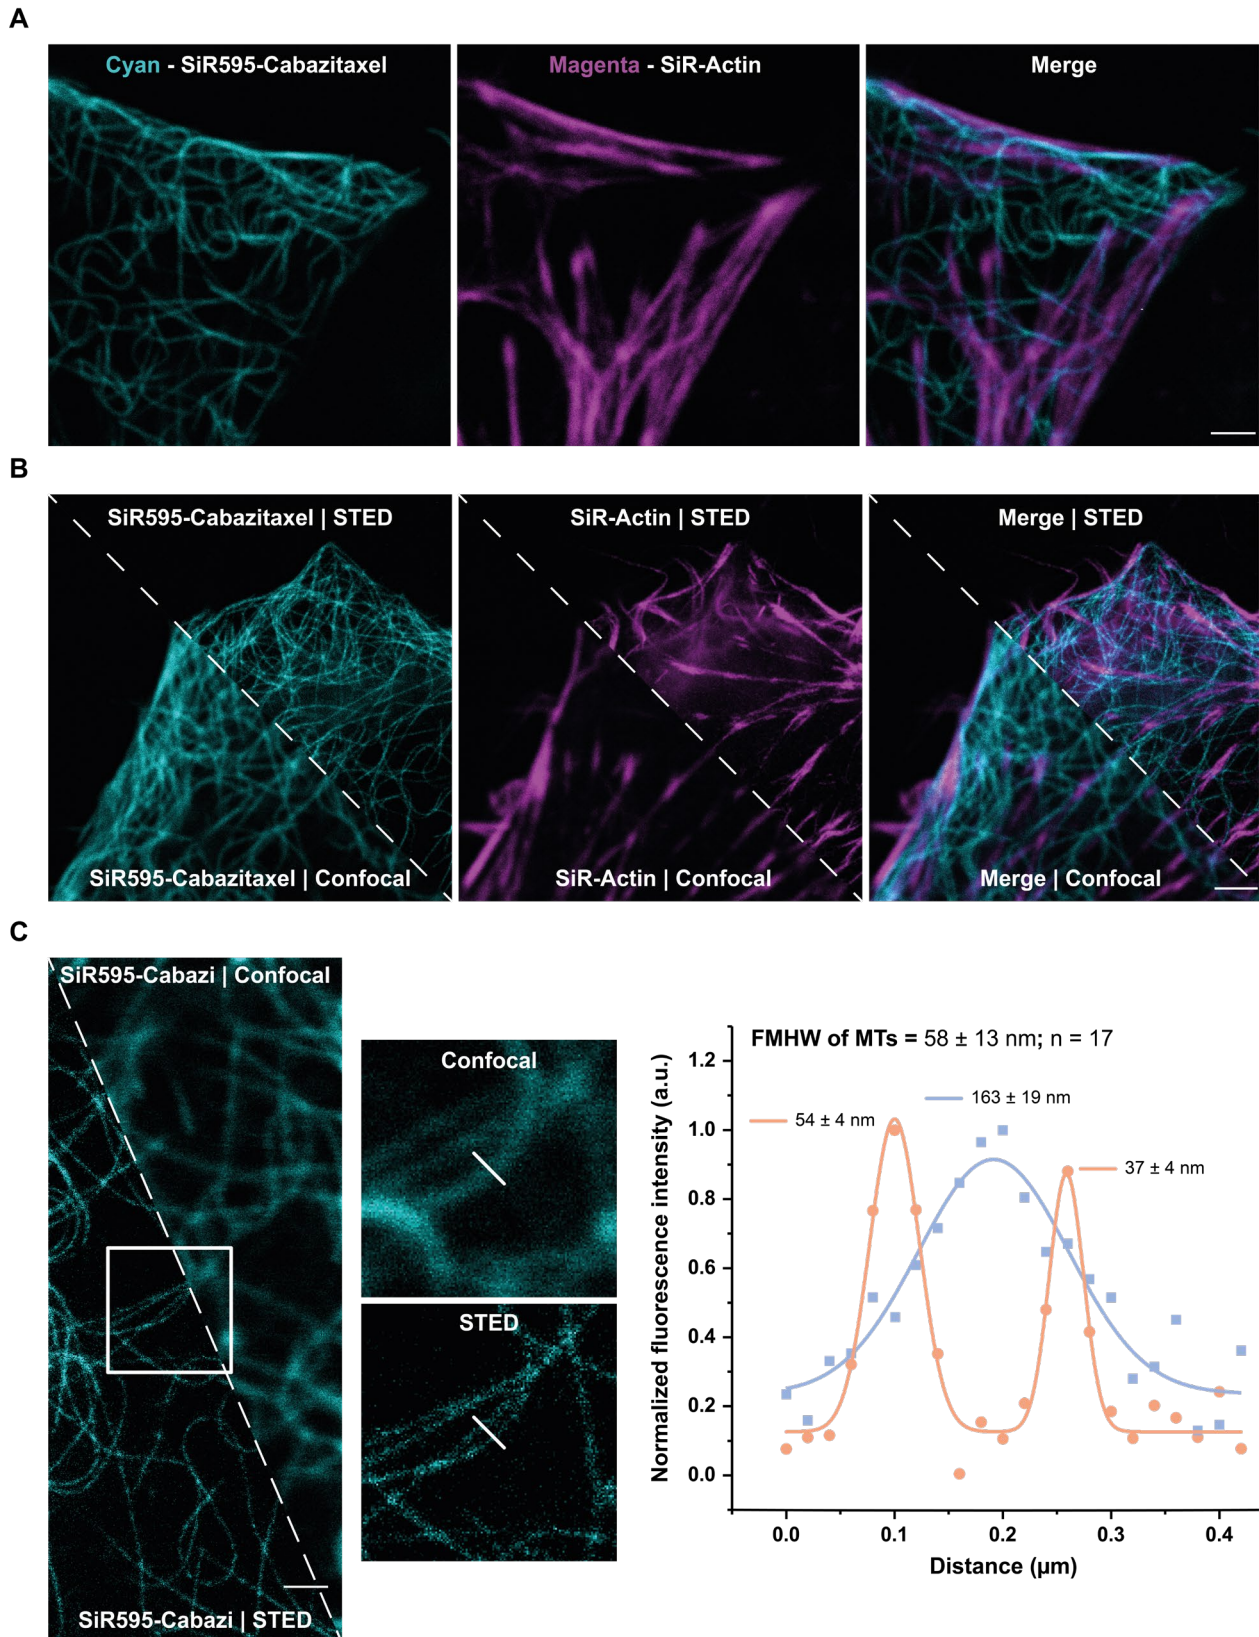 A
Cyan - SiR595-Cabazitaxel
Magenta - SiR-Actin
Merge
B
SiR595-Cabazitaxel | STED
SiR-Actin | STED
Merge | STED
SiR595-Cabazitaxel | Confocal
SiR-Actin | Confocal
Merge | Confocal
C
SiR595-Cabazi | Confocal
SiR595-Cabazi | STED
Confocal
STED
FMHW of MTs = 58 ± 13 nm; n = 17
163 ± 19 nm
54 ± 4 nm
37 ± 4 nm
Normalized fluorescence intensity (a.u.)
1.2
1.0
0.8
0.6
0.4
0.2
0.0
0.0 0.1 0.2 0.3 0.4
Distance (µm)